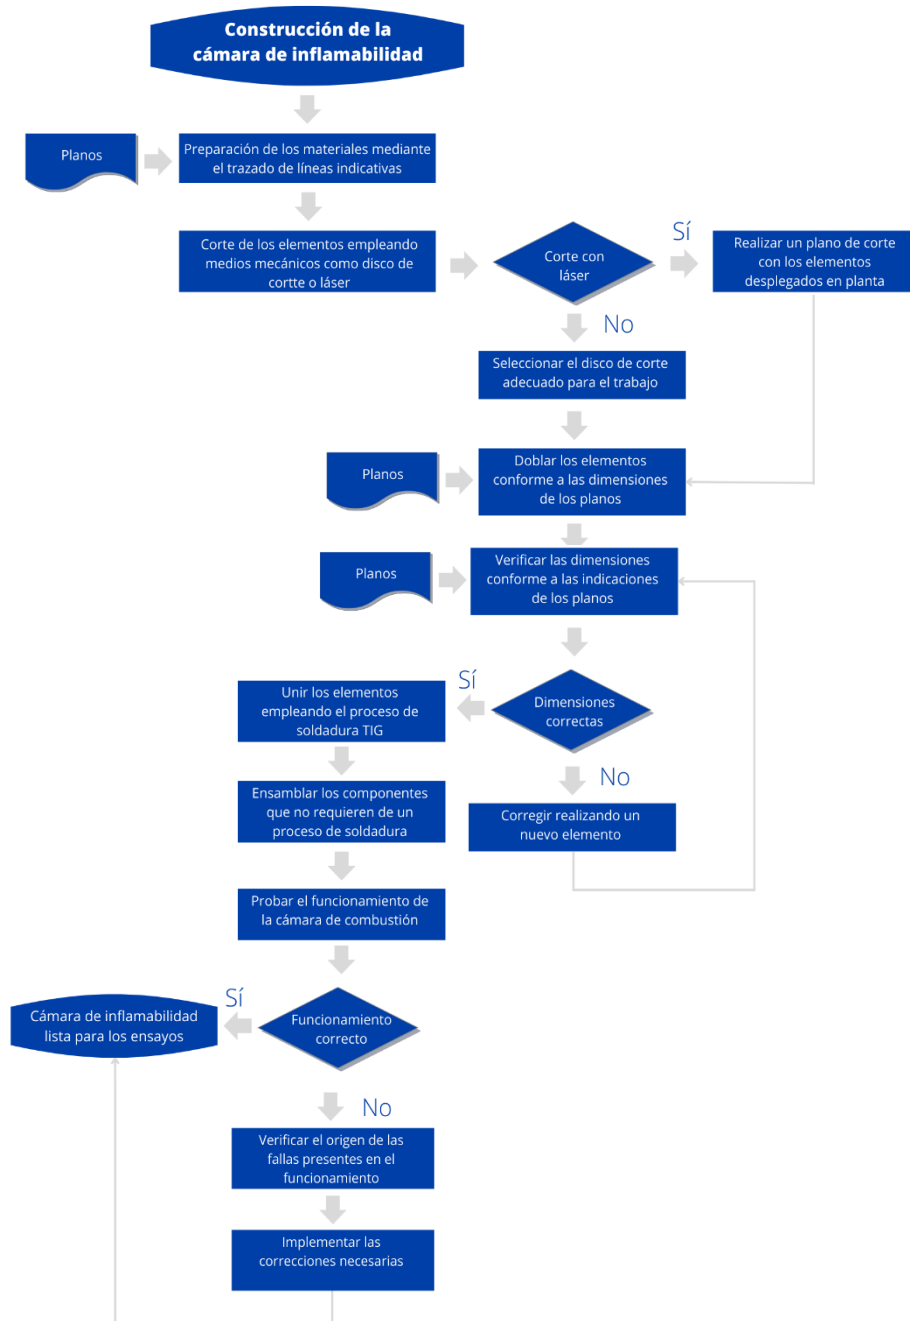 Construcción de la
cámara de inflamabilidad
Planos
Preparación de los materiales mediante
el trazado de líneas indicativas
Corte de los elementos empleando
medios mecánicos como disco de
cortte o láser
Corte con
láser
Sí
Realizar un plano de corte
con los elementos
desplegados en planta
No
Seleccionar el disco de corte
adecuado para el trabajo
Planos
Doblar los elementos
conforme a las dimensiones
de los planos
Planos
Verificar las dimensiones
conforme a las indicaciones
de los planos
Dimensiones
correctas
Sí
Unir los elementos
empleando el proceso de
soldadura TIG
No
Corregir realizando un
nuevo elemento
Ensamblar los componentes
que no requieren de un
proceso de soldadura
Probar el funcionamiento de
la cámara de combustión
Funcionamiento
correcto
Sí
Cámara de inflamabilidad
lista para los ensayos
No
Verificar el origen de las
fallas presentes en el
funcionamiento
Implementar las
correcciones necesarias